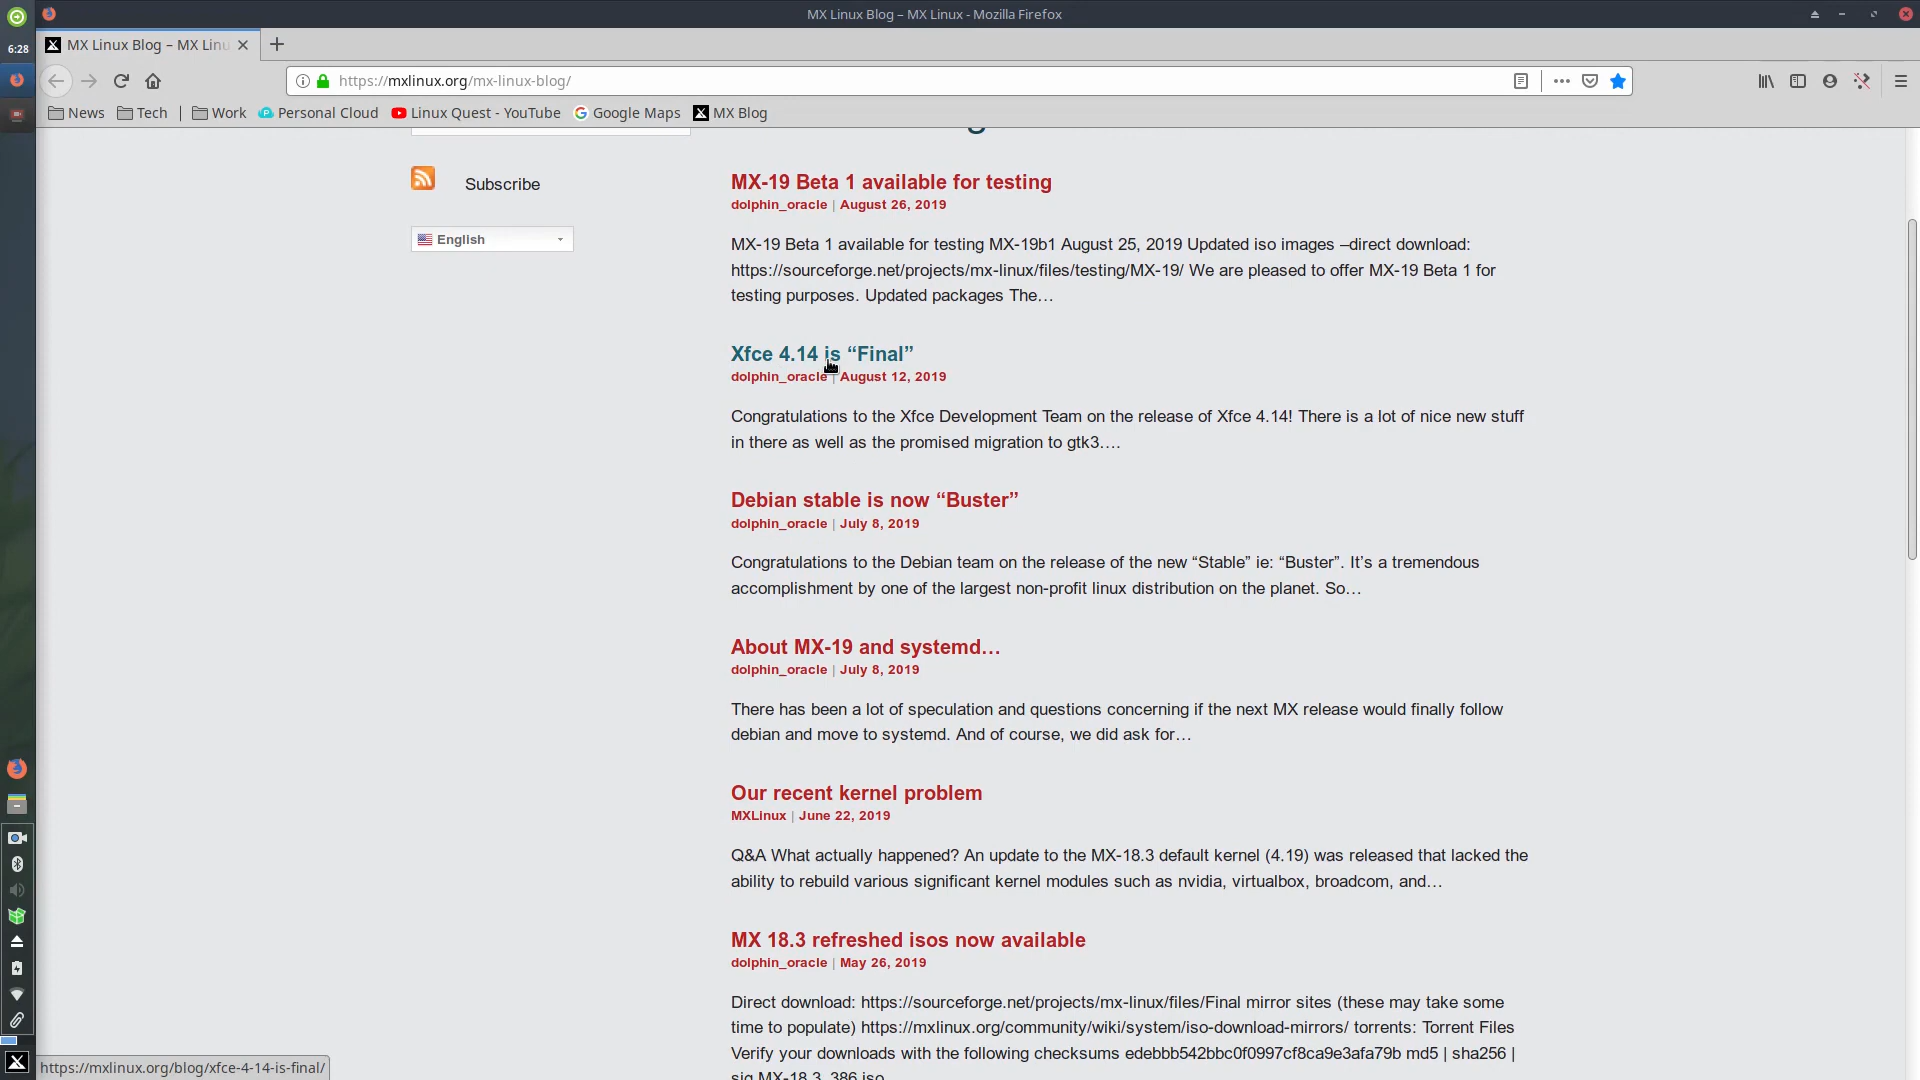 MX Linux Blog – MX Linux - Mozilla Firefox
6:28
MX Linux Blog – MX Linu
https://mxlinux.org/mx-linux-blog/
News
Tech
Work
Personal Cloud
Linux Quest - YouTube
Google Maps
MX Blog
Subscribe
English
MX-19 Beta 1 available for testing
dolphin_oracle | August 26, 2019
MX-19 Beta 1 available for testing MX-19b1 August 25, 2019 Updated iso images –direct download:
https://sourceforge.net/projects/mx-linux/files/testing/MX-19/ We are pleased to offer MX-19 Beta 1 for
testing purposes. Updated packages The…
Xfce 4.14 is “Final”
dolphin_oracle | August 12, 2019
Congratulations to the Xfce Development Team on the release of Xfce 4.14! There is a lot of nice new stuff
in there as well as the promised migration to gtk3.…
Debian stable is now “Buster”
dolphin_oracle | July 8, 2019
Congratulations to the Debian team on the release of the new “Stable” ie: “Buster”. It’s a tremendous
accomplishment by one of the largest non-profit linux distribution on the planet. So…
About MX-19 and systemd…
dolphin_oracle | July 8, 2019
There has been a lot of speculation and questions concerning if the next MX release would finally follow
debian and move to systemd. And of course, we did ask for…
Our recent kernel problem
MXLinux | June 22, 2019
Q&A What actually happened? An update to the MX-18.3 default kernel (4.19) was released that lacked the
ability to rebuild various significant kernel modules such as nvidia, virtualbox, broadcom, and…
MX 18.3 refreshed isos now available
dolphin_oracle | May 26, 2019
Direct download: https://sourceforge.net/projects/mx-linux/files/Final mirror sites (these may take some
time to populate) https://mxlinux.org/community/wiki/system/iso-download-mirrors/ torrents: Torrent Files
Verify your downloads with the following checksums edebbb542bbc0f0997cf8ca9e3afa79b md5 | sha256 |
sig MX-18.3_386.iso
https://mxlinux.org/blog/xfce-4-14-is-final/